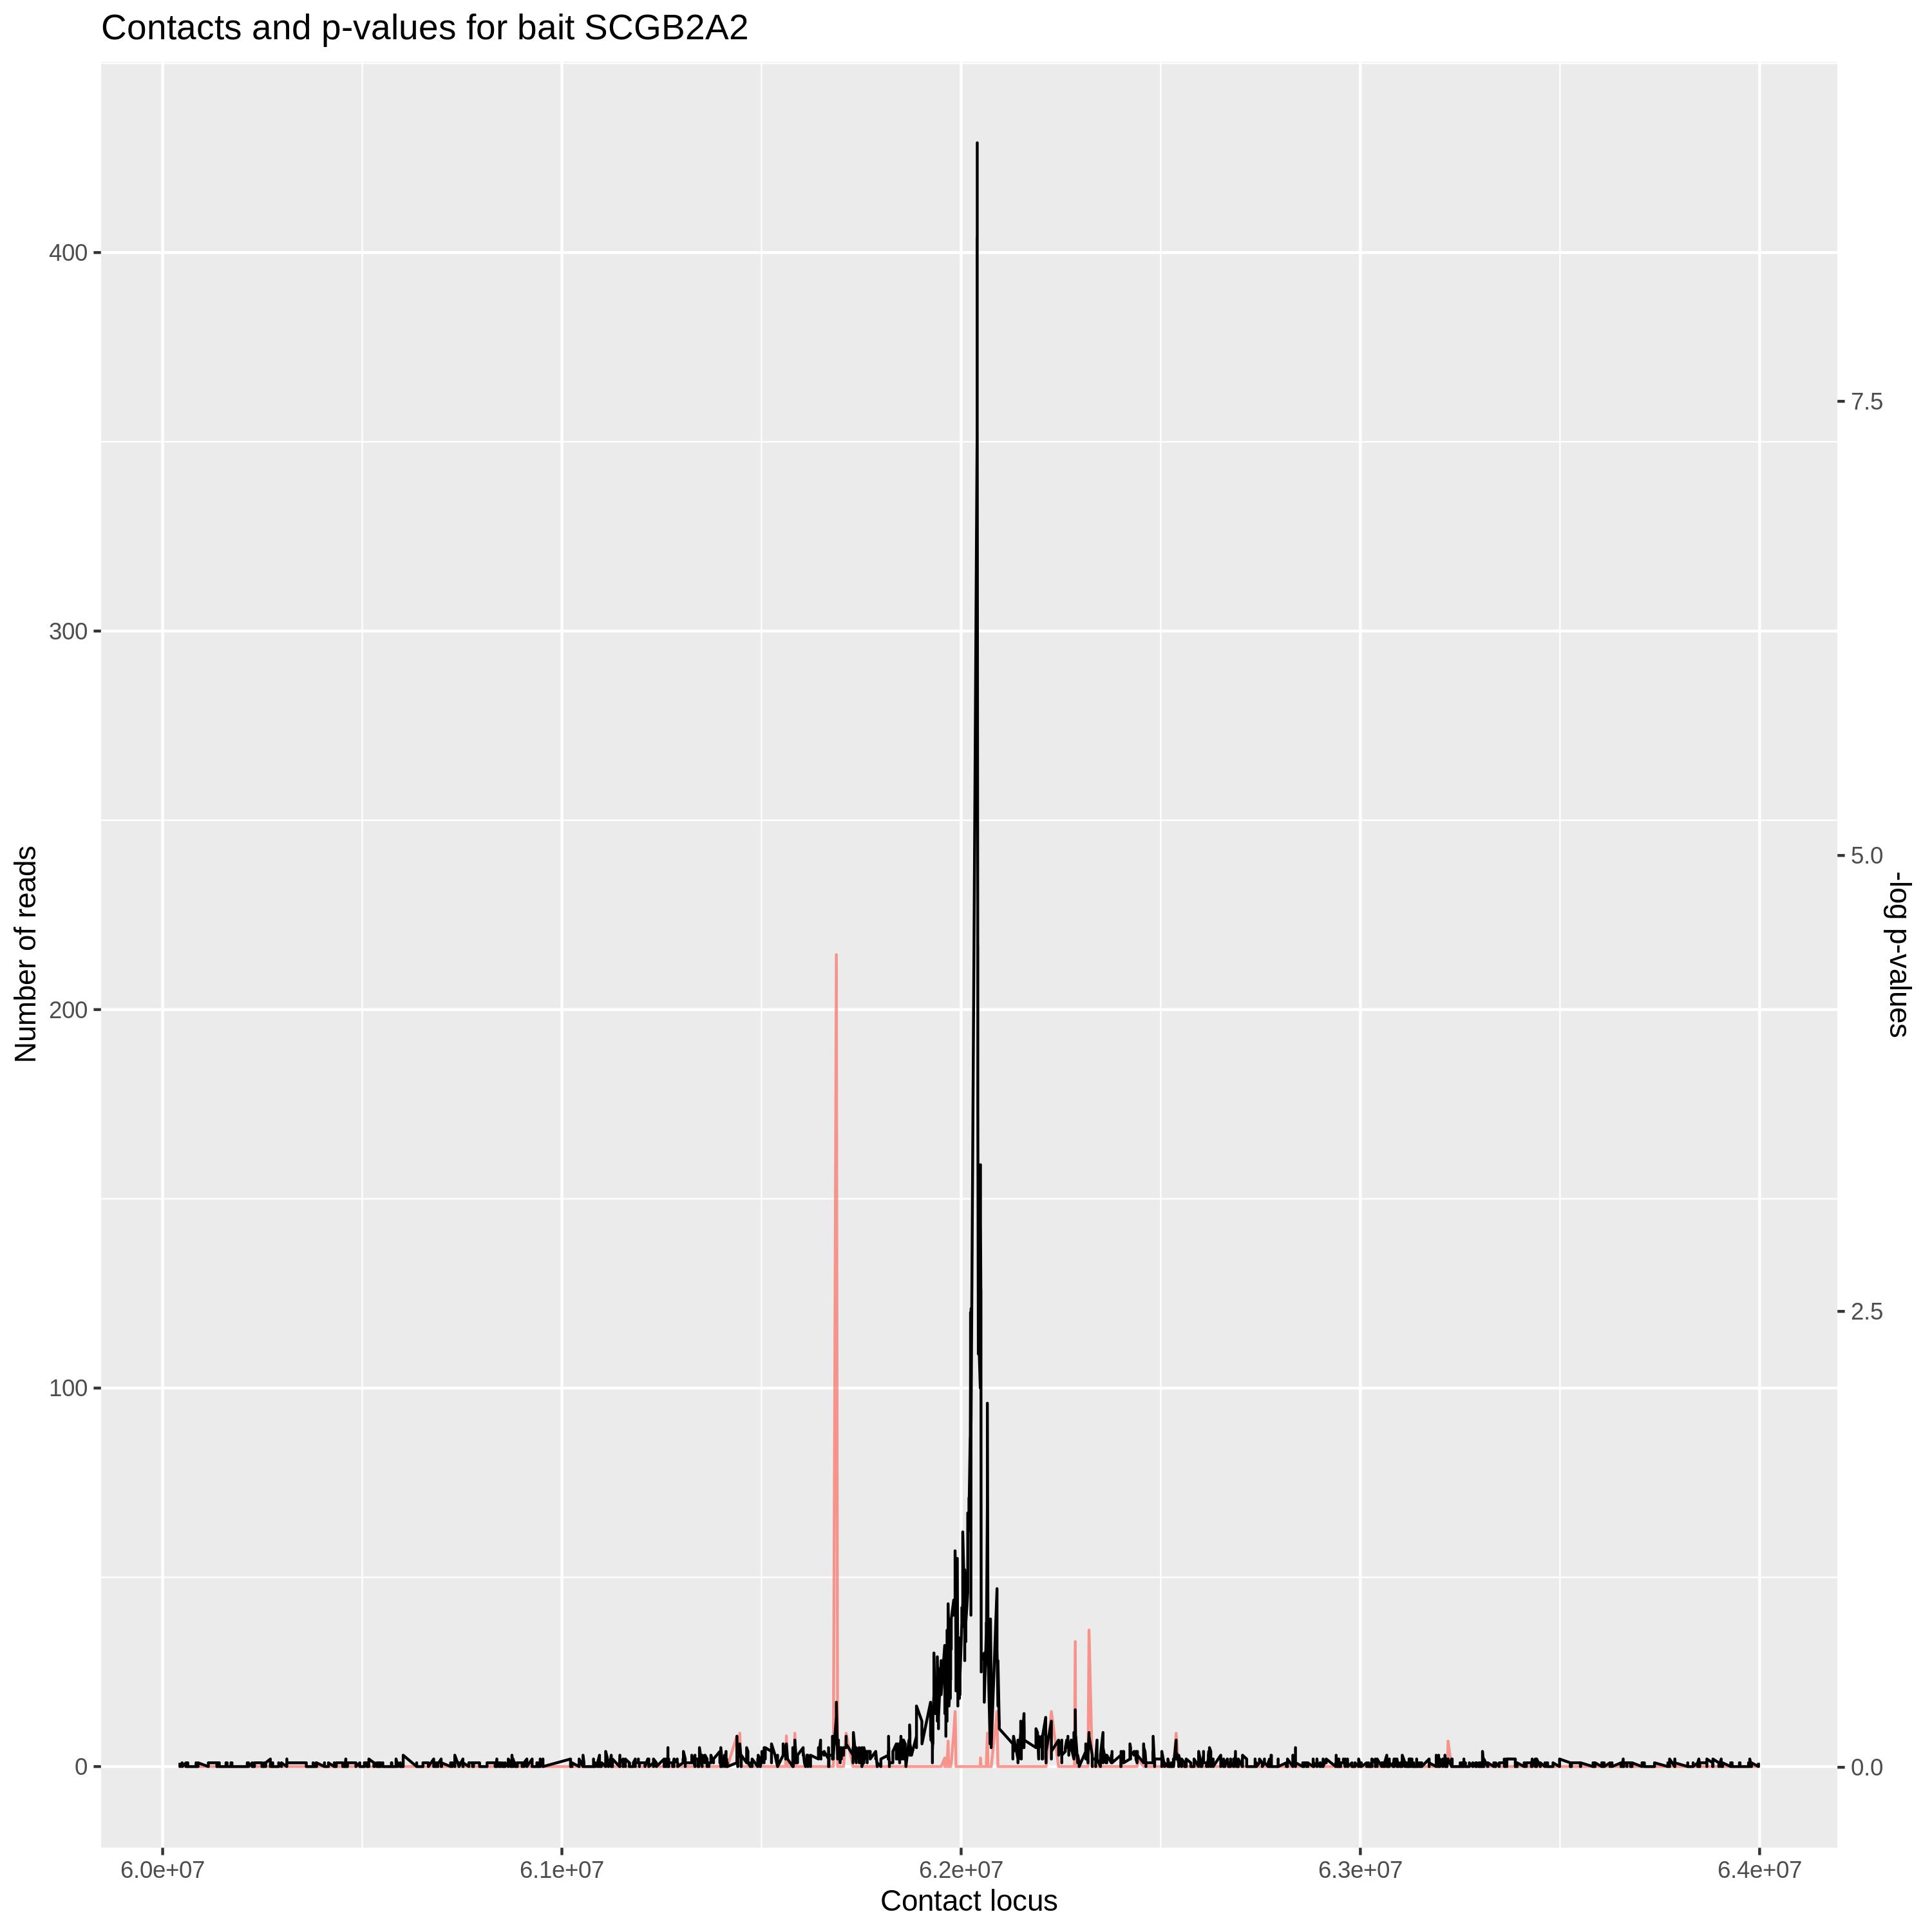 Contacts and p-values for bait SCGB2A2
400
300
200
100
0
Number of reads
7.5
5.0
2.5
0.0
-log p-values
6.0e+07 6.1e+07 6.2e+07 6.3e+07 6.4e+07
Contact locus